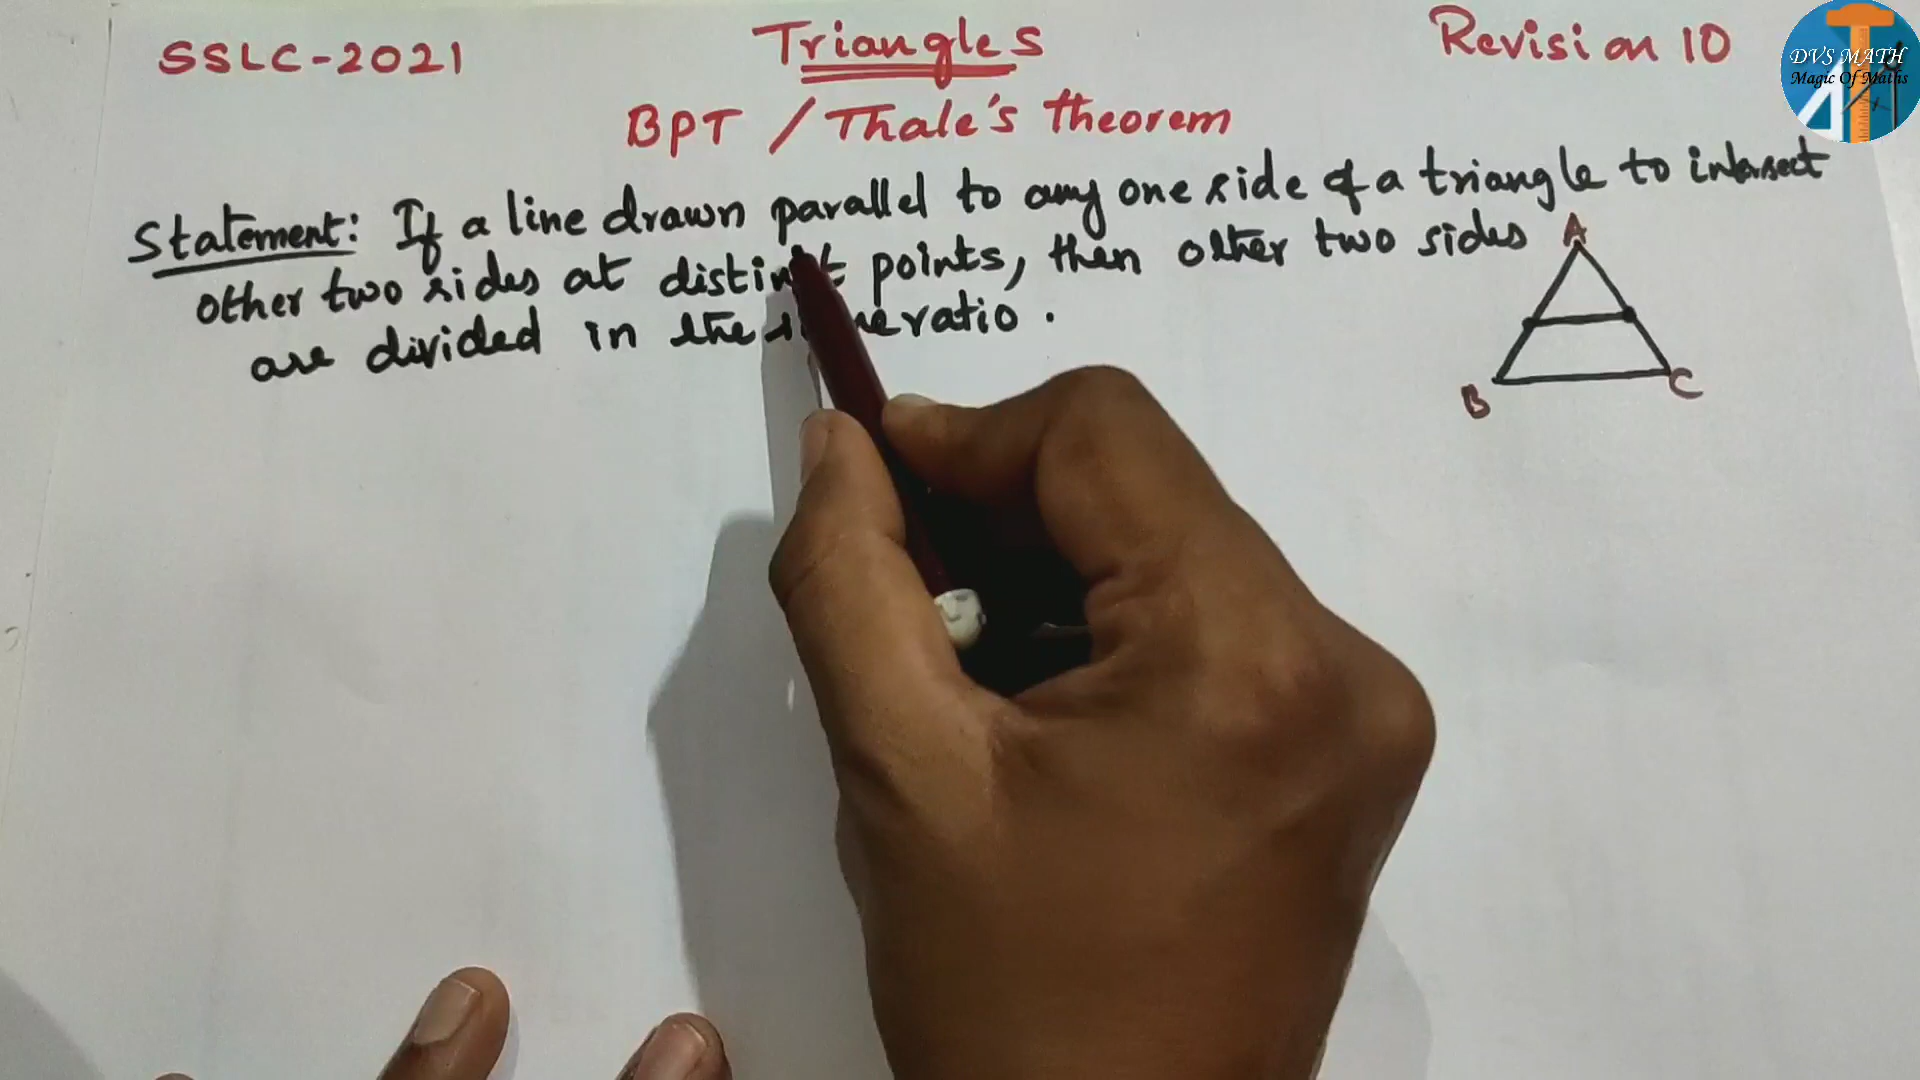 SSLC-2021
Triangles
Revision 10
DVS MATH
Magic Of Maths
BPT / Thale's theorem
Statement: If a line drawn parallel to any one side of a triangle to intersect
other two sides at distinct points, then other two sides
are divided in the ratio.
A
B
C